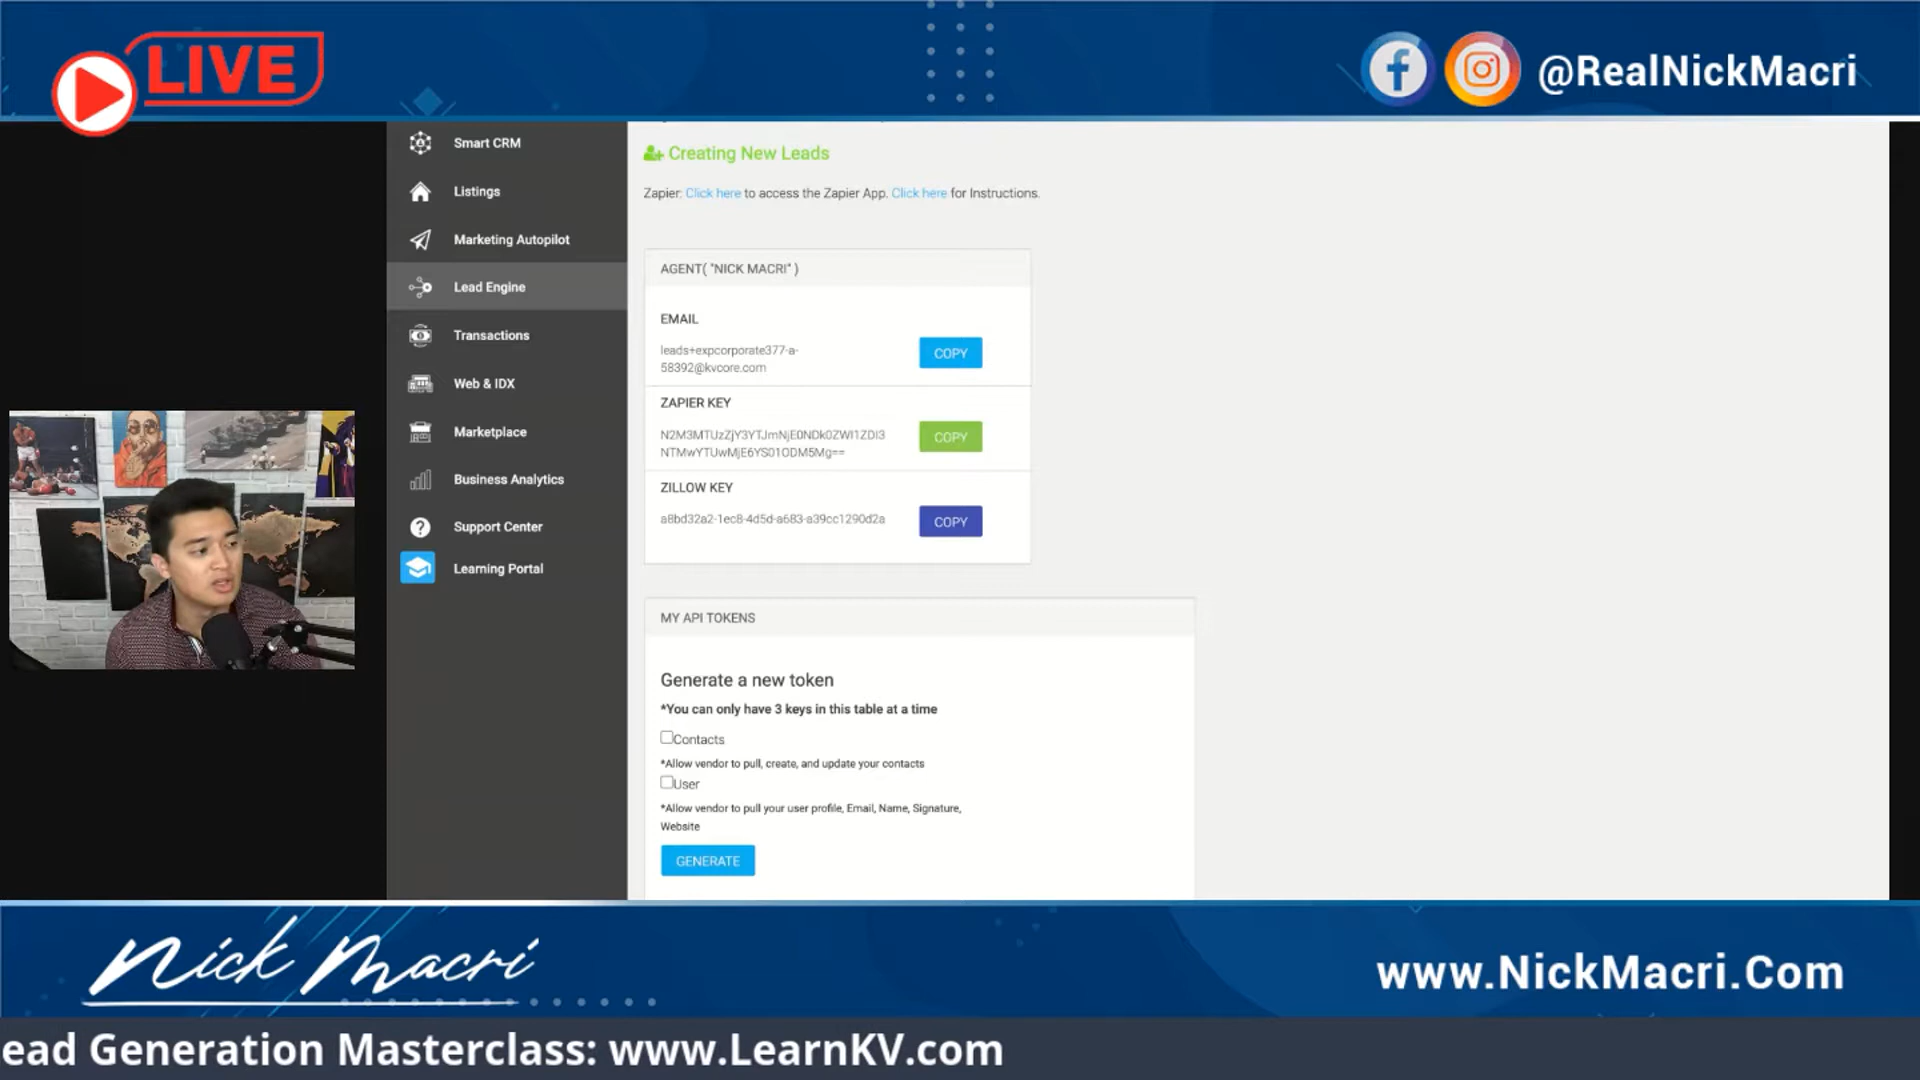 LIVE
@RealNickMacri
Smart CRM
Listings
Marketing Autopilot
Lead Engine
Transactions
Web & IDX
Marketplace
Business Analytics
Support Center
Learning Portal
Creating New Leads
Zapier: Click here to access the Zapier App. Click here for Instructions.
AGENT( "NICK MACRI" )
EMAIL
leads+expcorporate377-a-
58392@kvcore.com
COPY
ZAPIER KEY
N2M3MTUzZjY3YTJmNjE0NDk0ZWI1ZDI3
NTMwYTUwMjE6YS01ODM5Mg==
COPY
ZILLOW KEY
a8bd32a2-1ec8-4d5d-a683-a39cc1290d2a
COPY
MY API TOKENS
Generate a new token
*You can only have 3 keys in this table at a time
Contacts
*Allow vendor to pull, create, and update your contacts
User
*Allow vendor to pull your user profile, Email, Name, Signature,
Website
GENERATE
Nick Macri
www.NickMacri.Com
ead Generation Masterclass: www.LearnKV.com